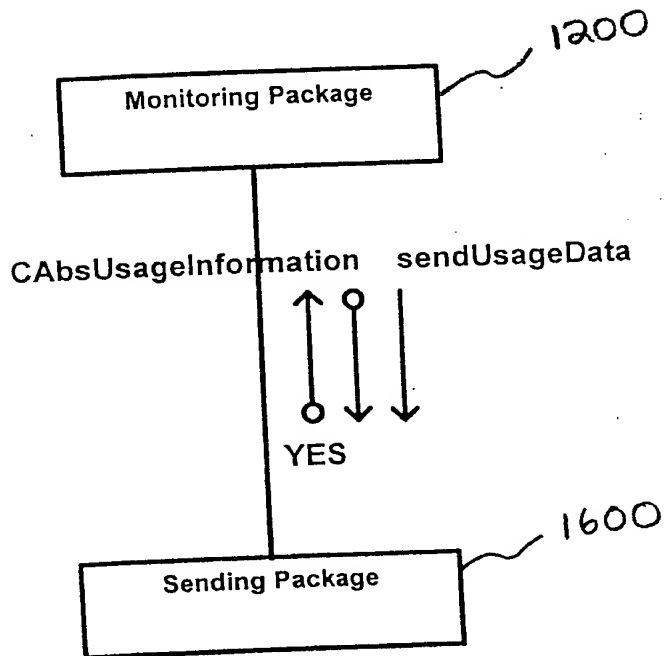 1200
Monitoring Package
CAbsUsageInformation sendUsageData
YES
1600
Sending Package